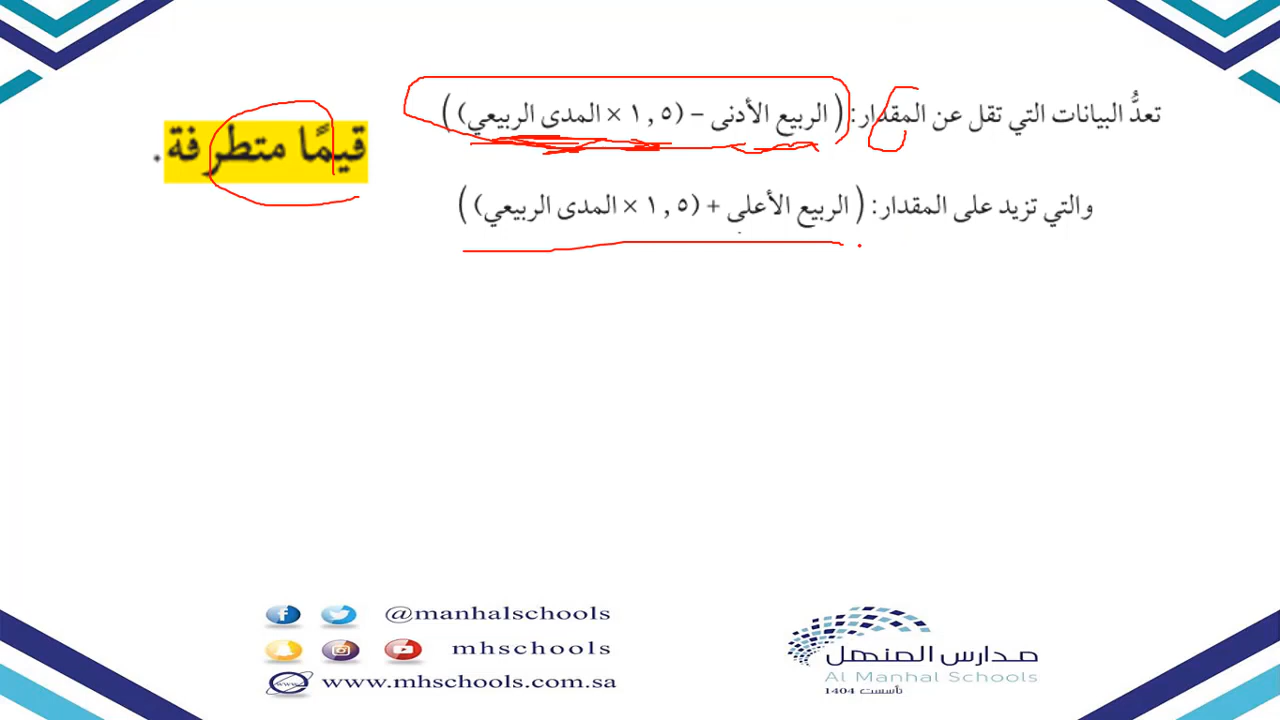 تعدُّ البيانات التي تقل عن المقدار: (الربيع الأدنى − (١,٥ × المدى الربيعي))
والتي تزيد على المقدار: (الربيع الأعلى + (١,٥ × المدى الربيعي))
قيمًا متطرفة.
@manhalschools
mhschools
www.mhschools.com.sa
مدارس المنهل
Al Manhal Schools
تأسست 1404